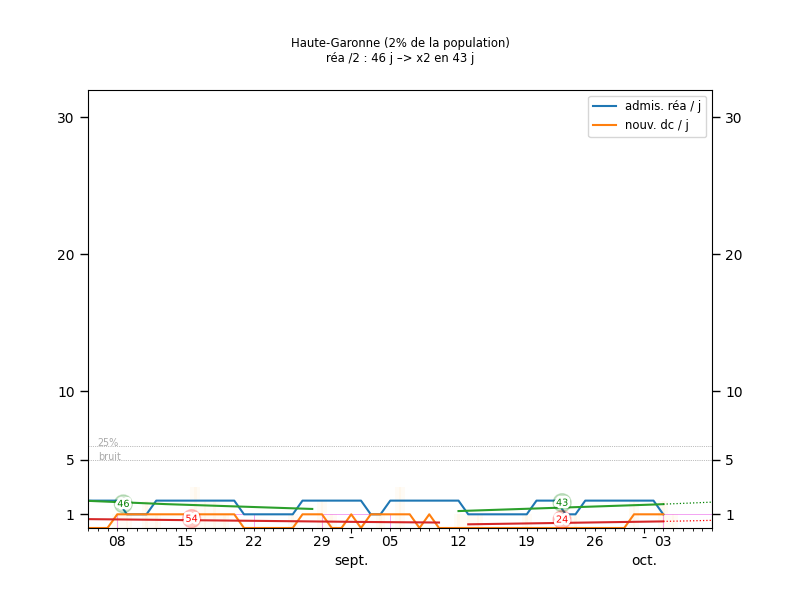 Haute-Garonne (2% de la population)
réa /2 : 46 j –> x2 en 43 j
admis. réa / j
nouv. dc / j
30 30
20 20
10 10
25%
bruit
5 5
46 43
54 24
1 1
08 15 22 29 - 05 12 19 26 - 03
sept. oct.